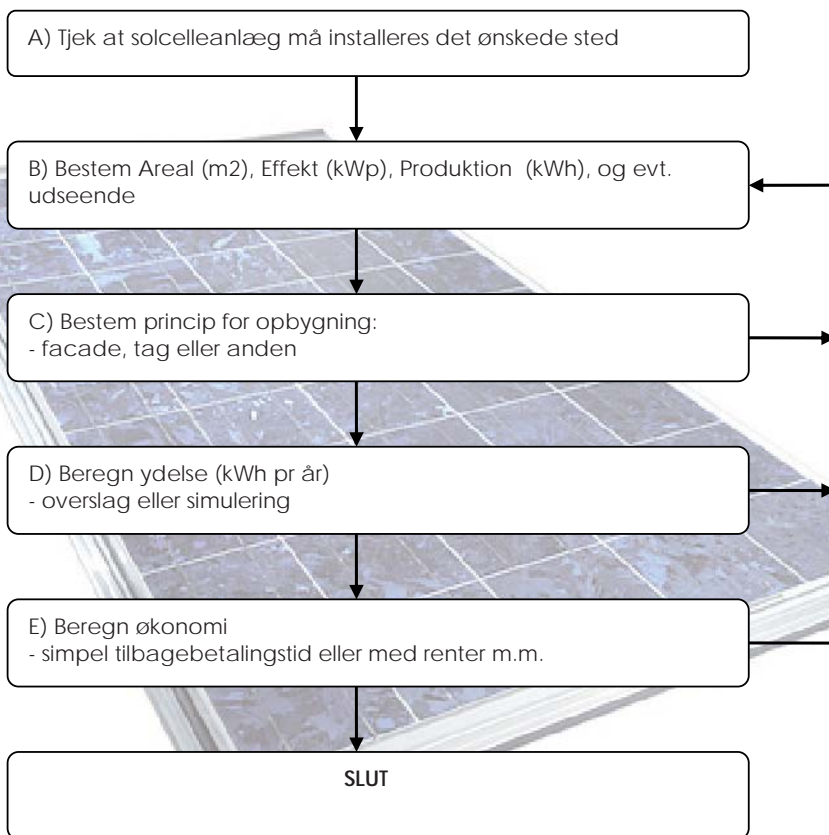 A) Tjek at solcelleanlæg må installeres det ønskede sted
B) Bestem Areal (m2), Effekt (kWp), Produktion (kWh), og evt.
udseende
C) Bestem princip for opbygning:
- facade, tag eller anden
D) Beregn ydelse (kWh pr år)
- overslag eller simulering
E) Beregn økonomi
- simpel tilbagebetalingstid eller med renter m.m.
SLUT